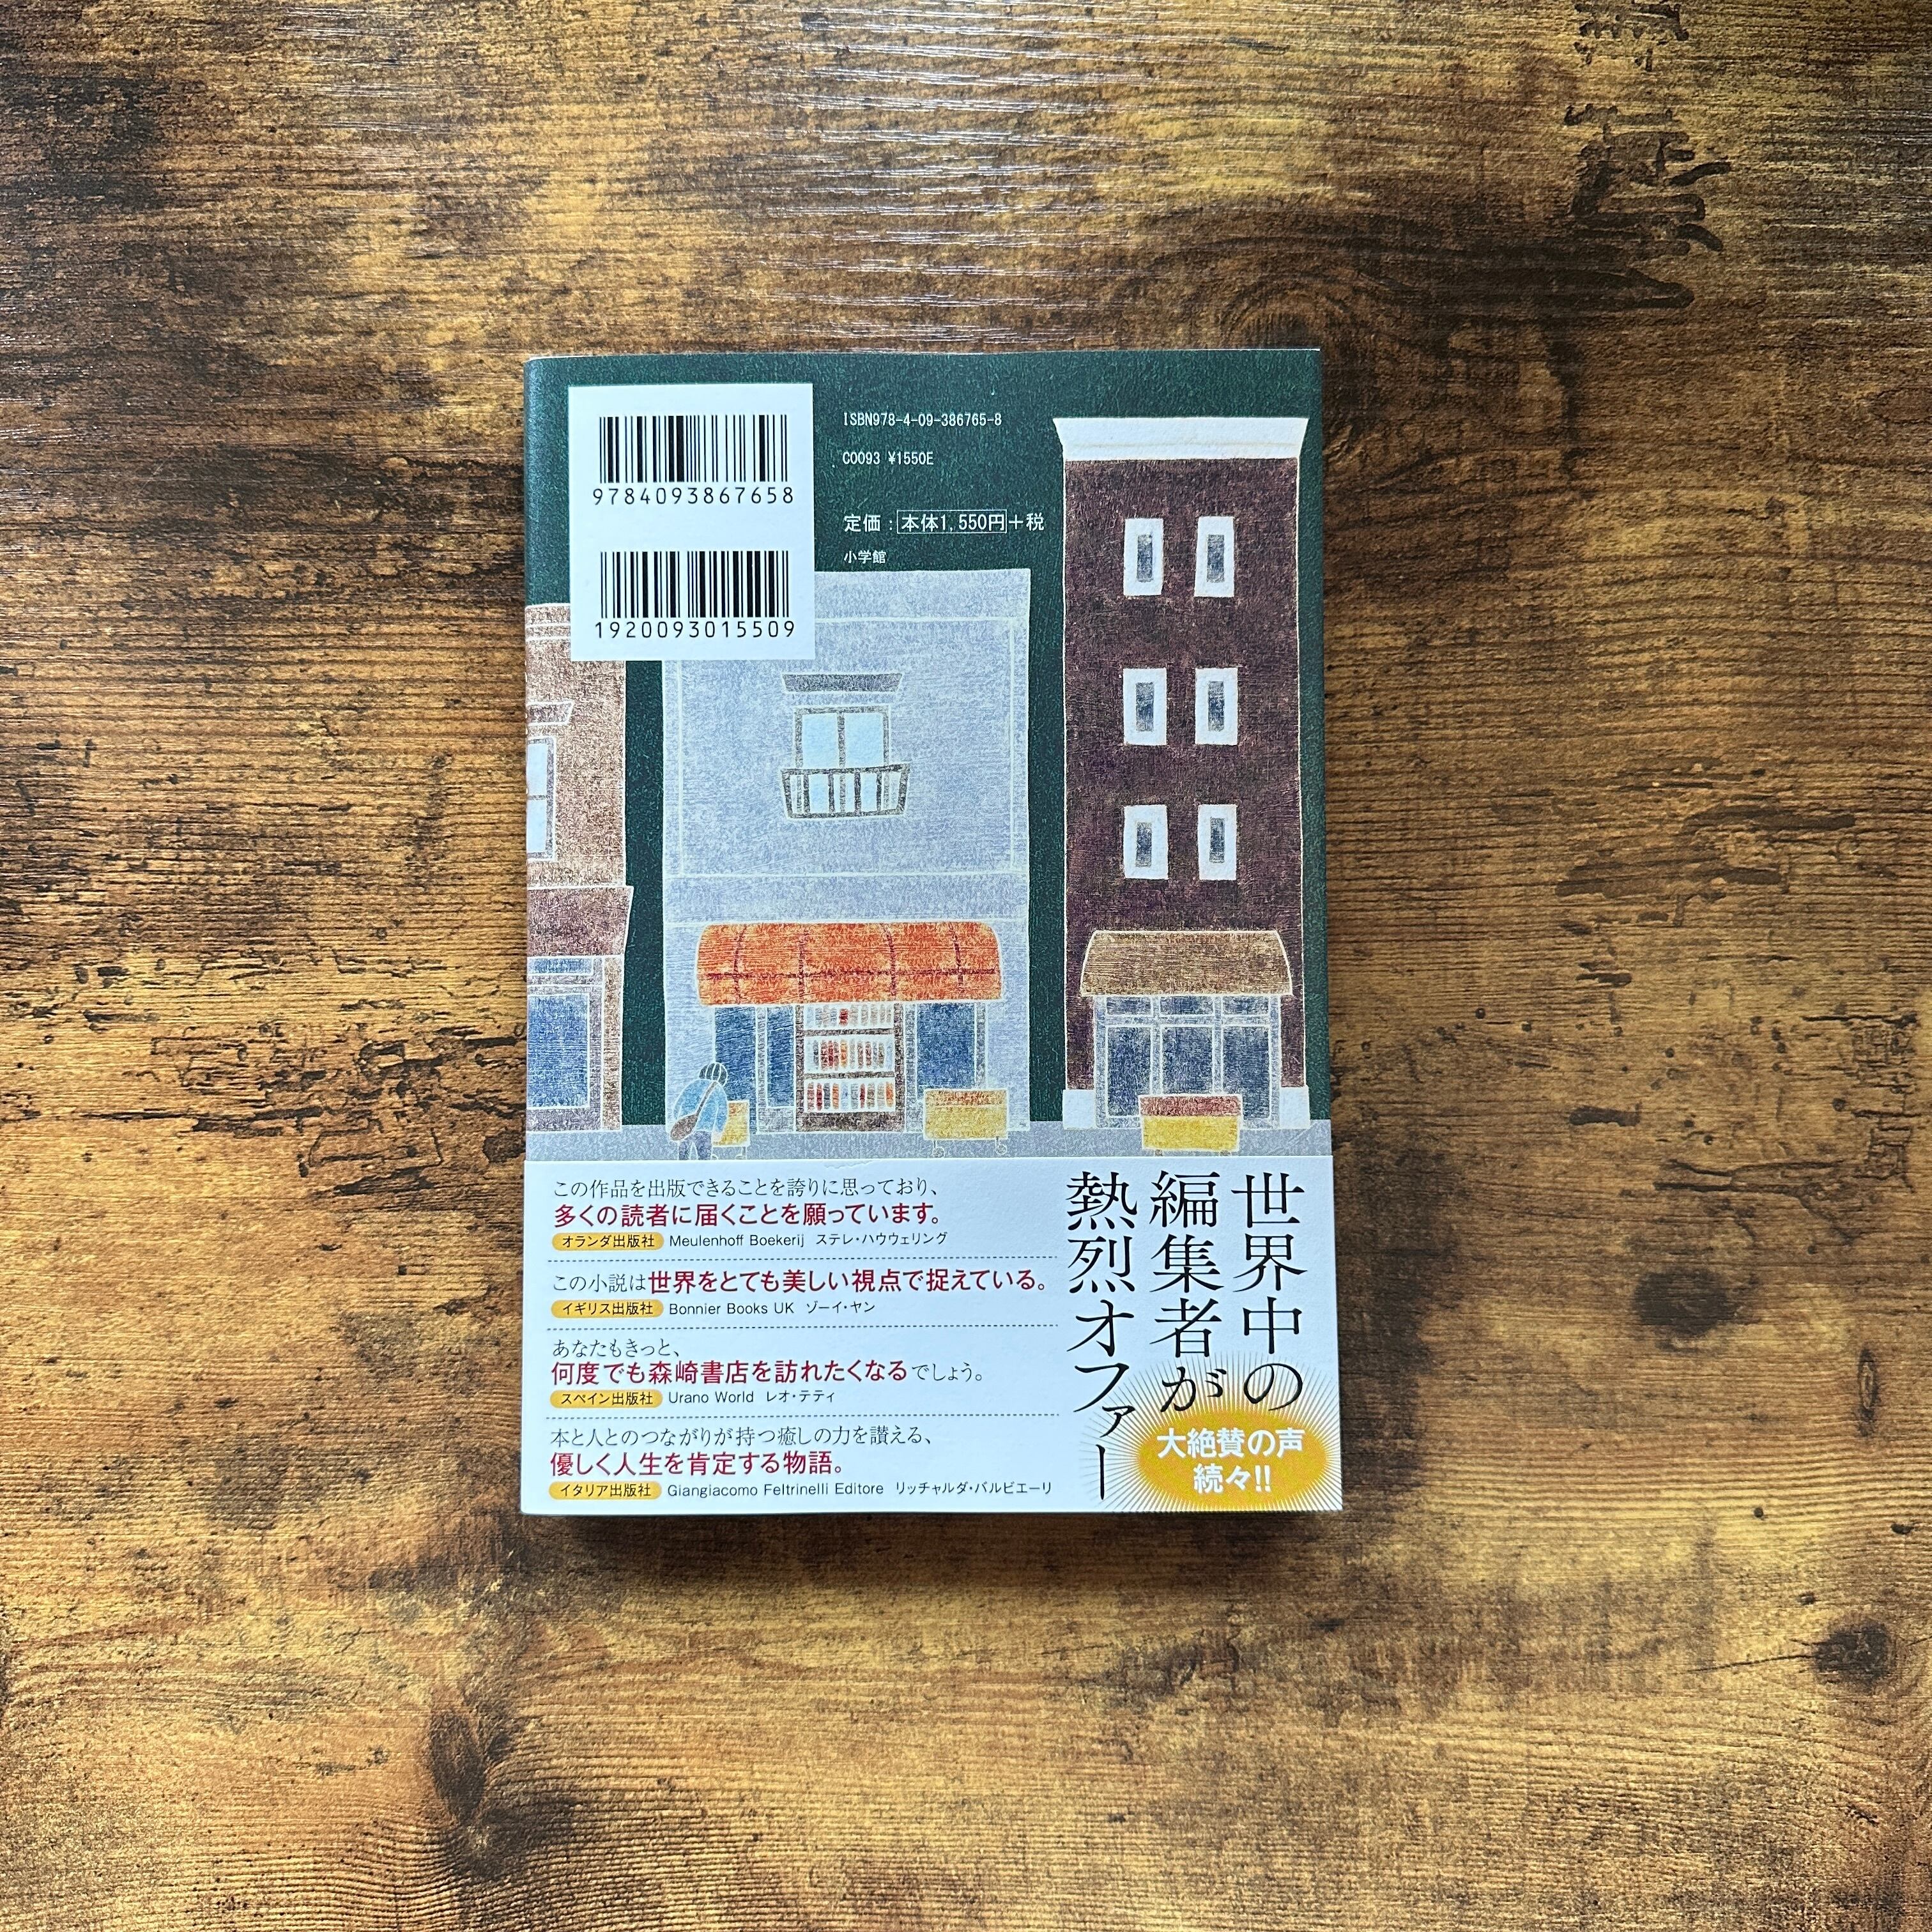 9784093867658
1920093015509
ISBN978-4-09-386765-8
C0093 ¥1550E
定価:本体1,550円+税
小学館
世界中の
編集者が
熱烈オファー
大絶賛の声
続々!!
この作品を出版できることを誇りに思っており、
多くの読者に届くことを願っています。
オランダ出版社 Meulenhoff Boekerij ステレ・ハウウェリング
この小説は世界をとても美しい視点で捉えている。
イギリス出版社 Bonnier Books UK ゾーイ・ヤン
あなたもきっと、
何度でも森崎書店を訪れたくなるでしょう。
スペイン出版社 Urano World レオ・テティ
本と人とのつながりが持つ癒しの力を讃える、
優しく人生を肯定する物語。
イタリア出版社 Giangiacomo Feltrinelli Editore リッチャルダ・バルビエーリ